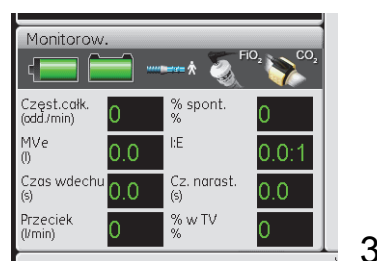 Monitorow.
FiO2 CO2
Częst.całk. 0 % spont. 0
(odd./min) %
MVe 0.0 I:E 0.0:1
(l)
Czas wdechu 0.0 Cz. narast. 0.0
(s) (s)
Przeciek 0 % w TV 0
(l/min) %
3